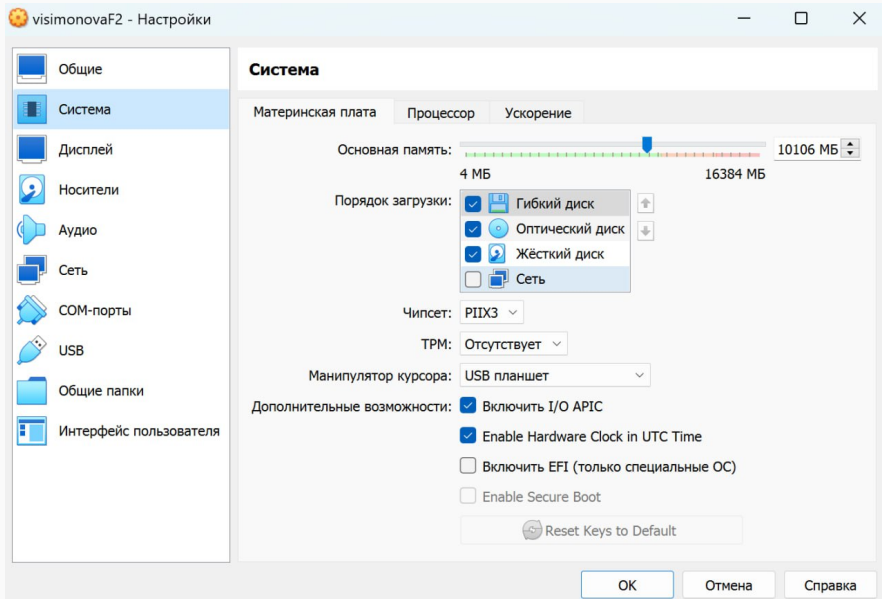 visimonovaF2 - Настройки
Общие
Система
Дисплей
Носители
Аудио
Сеть
COM-порты
USB
Общие папки
Интерфейс пользователя
Система
Материнская плата Процессор Ускорение
Основная память: 10106 МБ
4 МБ 16384 МБ
Порядок загрузки: Гибкий диск
Оптический диск
Жёсткий диск
Сеть
Чипсет: PIIX3
TPM: Отсутствует
Манипулятор курсора: USB планшет
Дополнительные возможности: Включить I/O APIC
Enable Hardware Clock in UTC Time
Включить EFI (только специальные ОС)
Enable Secure Boot
Reset Keys to Default
OK Отмена Справка